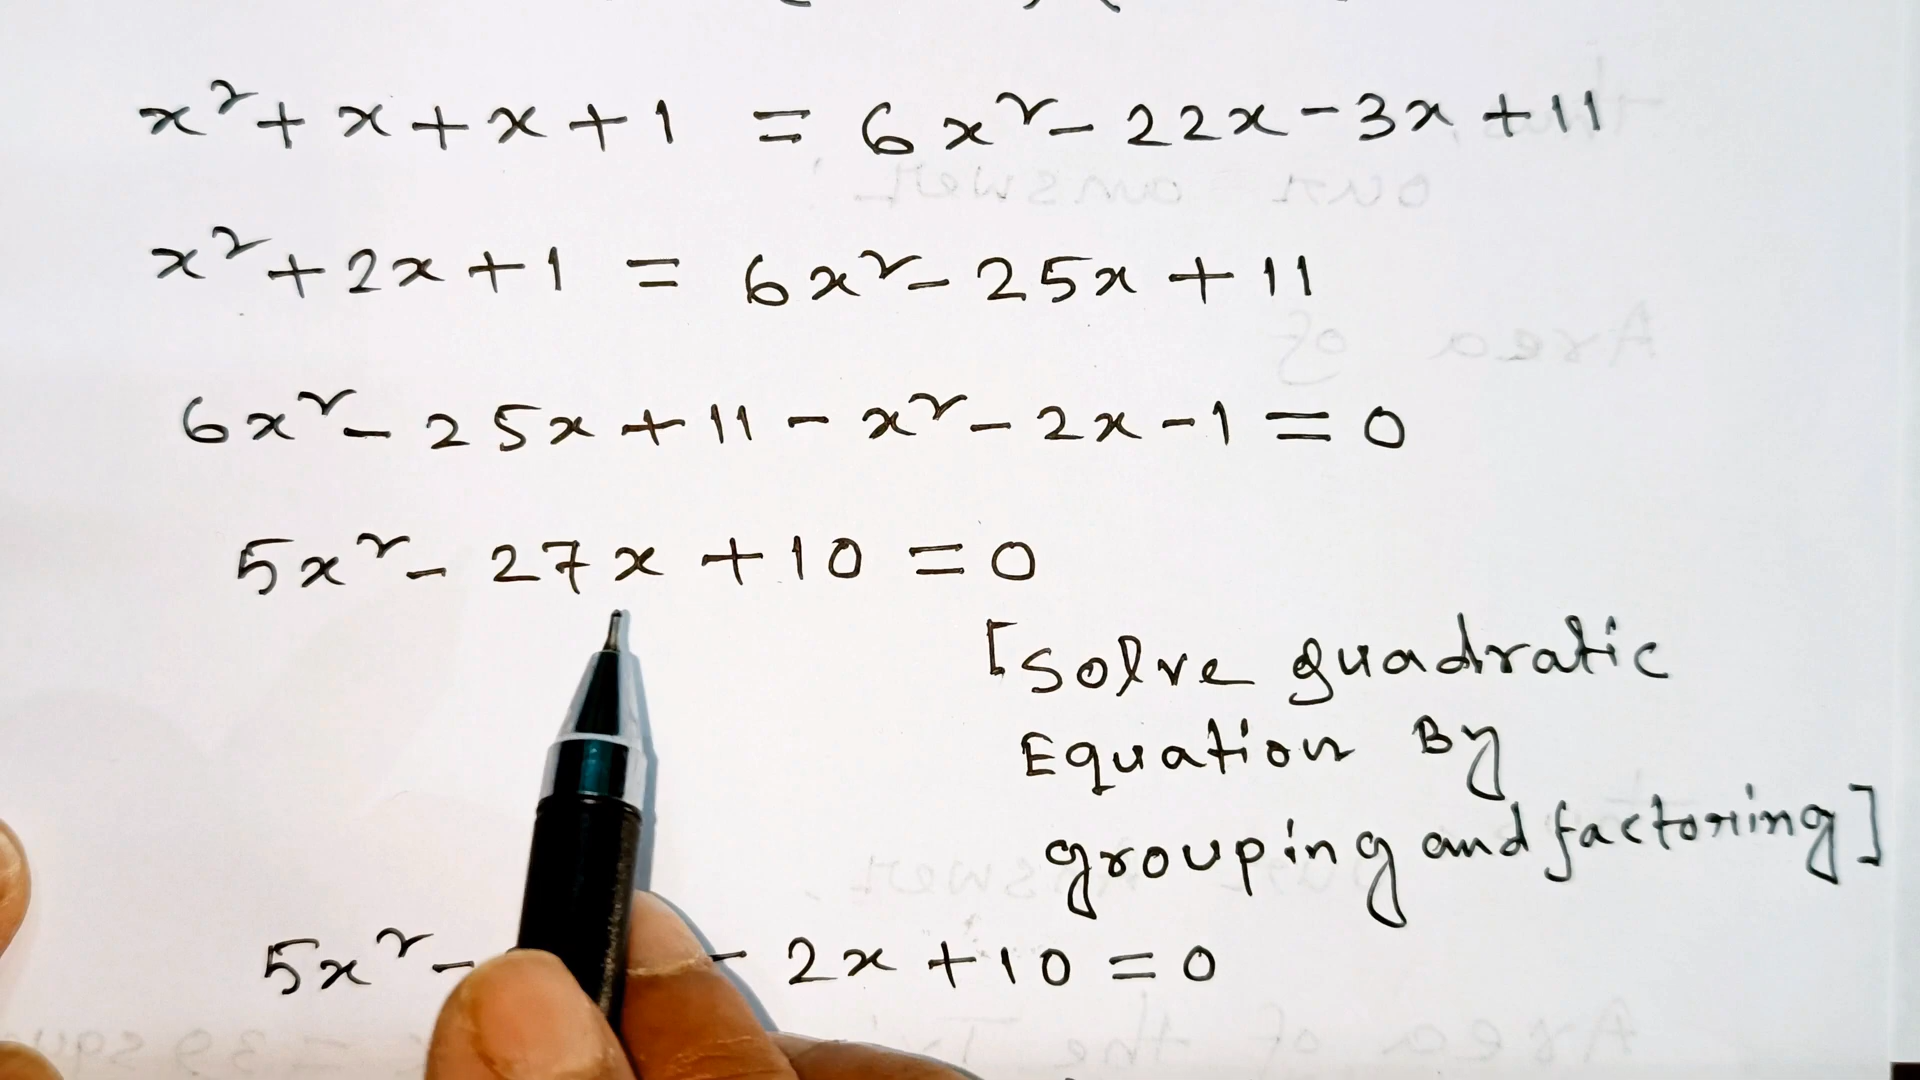 x² + x + x + 1 = 6x² - 22x - 3x + 11
x² + 2x + 1 = 6x² - 25x + 11
6x² - 25x + 11 - x² - 2x - 1 = 0
5x² - 27x + 10 = 0
[Solve quadratic
Equation By
grouping and factoring]
5x² - - 2x + 10 = 0